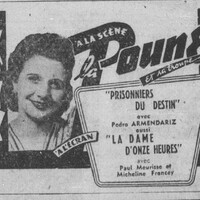 A LA SCÈNE
La Poune
et sa troupe
"PRISONNIERS
DU DESTIN"
avec
Pedro ARMENDARIZ
aussi
"LA DAME
D'ONZE HEURES"
avec
Paul Meurisse et
Micheline Francey
A L'ÉCRAN